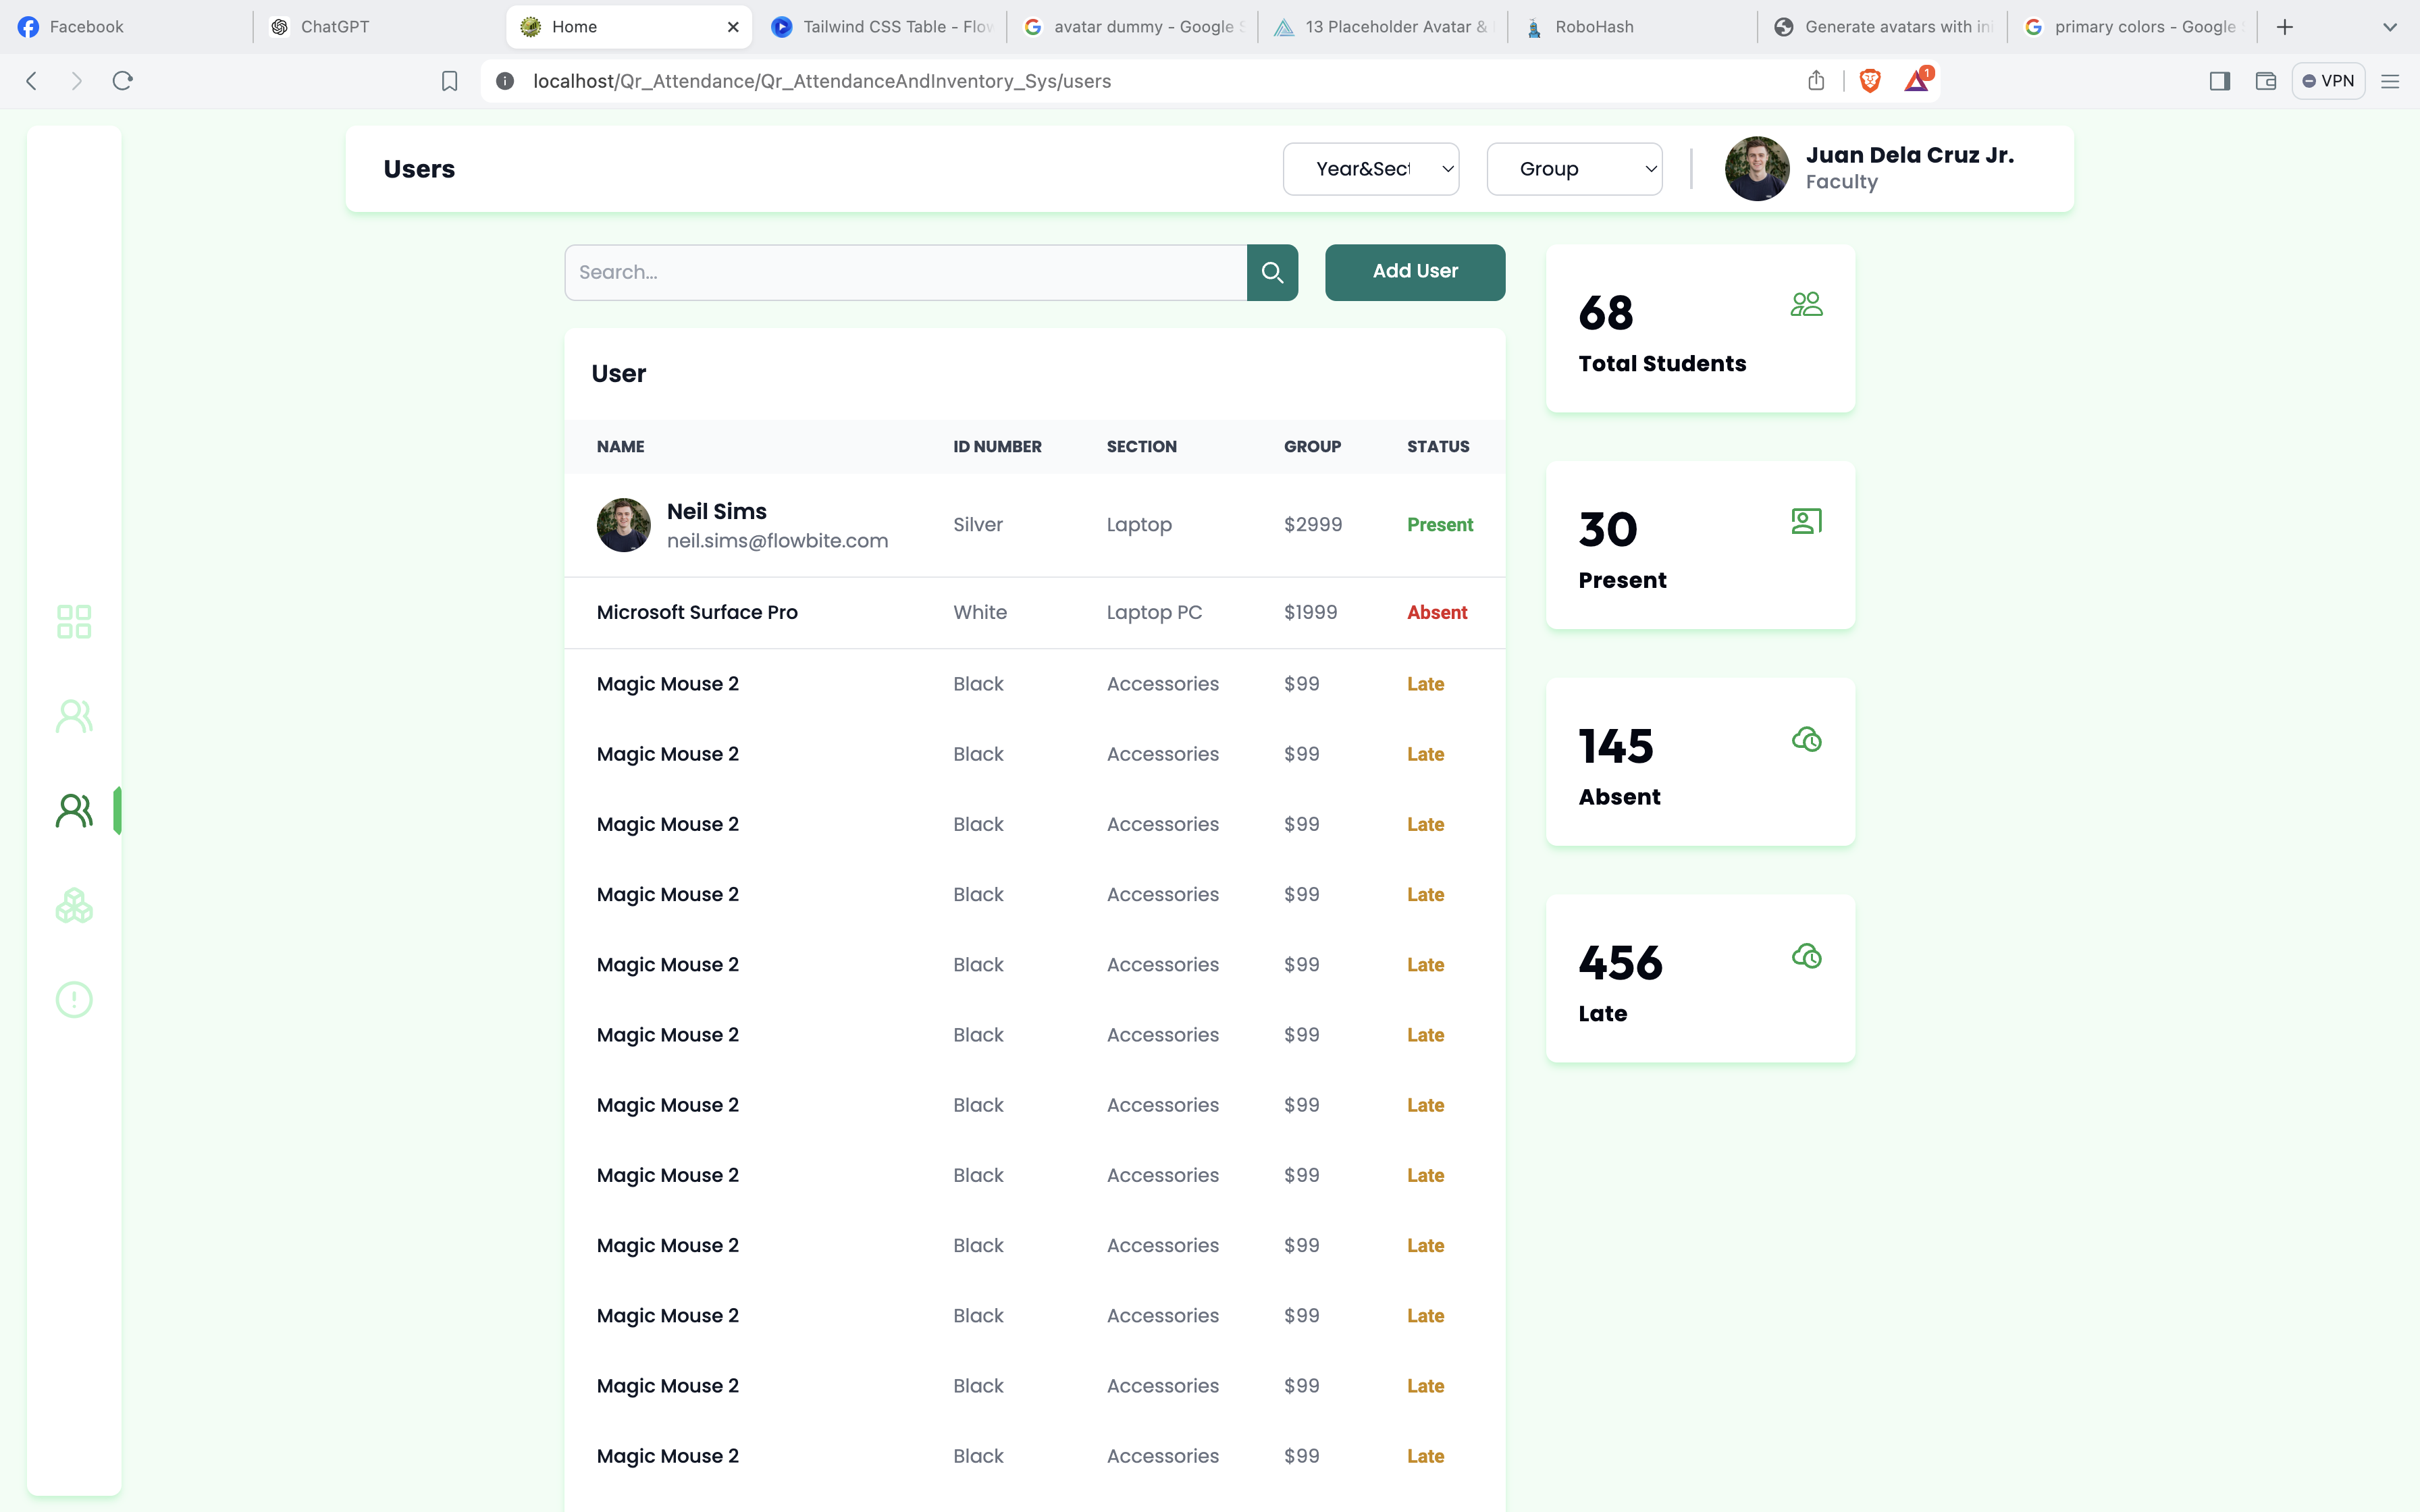 Facebook
ChatGPT
Home
Tailwind CSS Table - Flow
avatar dummy - Google S
13 Placeholder Avatar &
RoboHash
Generate avatars with ini
primary colors - Google
localhost/Qr_Attendance/Qr_AttendanceAndInventory_Sys/users
1
VPN
Users
Year&Sect
Group
Juan Dela Cruz Jr.
Faculty
Search...
Add User
68
Total Students
User
NAME ID NUMBER SECTION GROUP STATUS
Neil Sims
neil.sims@flowbite.com
Silver Laptop $2999 Present
30
Present
Microsoft Surface Pro White Laptop PC $1999 Absent
Magic Mouse 2 Black Accessories $99 Late
Magic Mouse 2 Black Accessories $99 Late
145
Absent
Magic Mouse 2 Black Accessories $99 Late
Magic Mouse 2 Black Accessories $99 Late
Magic Mouse 2 Black Accessories $99 Late
456
Late
Magic Mouse 2 Black Accessories $99 Late
Magic Mouse 2 Black Accessories $99 Late
Magic Mouse 2 Black Accessories $99 Late
Magic Mouse 2 Black Accessories $99 Late
Magic Mouse 2 Black Accessories $99 Late
Magic Mouse 2 Black Accessories $99 Late
Magic Mouse 2 Black Accessories $99 Late